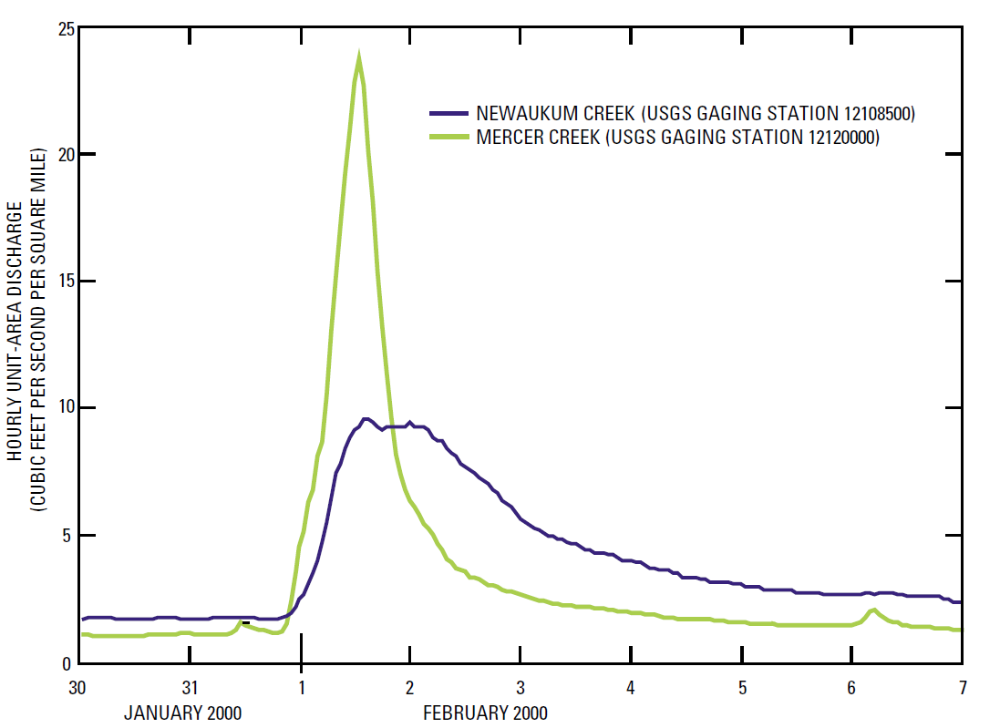 25
20
15
10
5
0
HOURLY UNIT-AREA DISCHARGE
(CUBIC FEET PER SECOND PER SQUARE MILE)
NEWAUKUM CREEK (USGS GAGING STATION 12108500)
MERCER CREEK (USGS GAGING STATION 12120000)
30 31 1 2 3 4 5 6 7
JANUARY 2000 FEBRUARY 2000